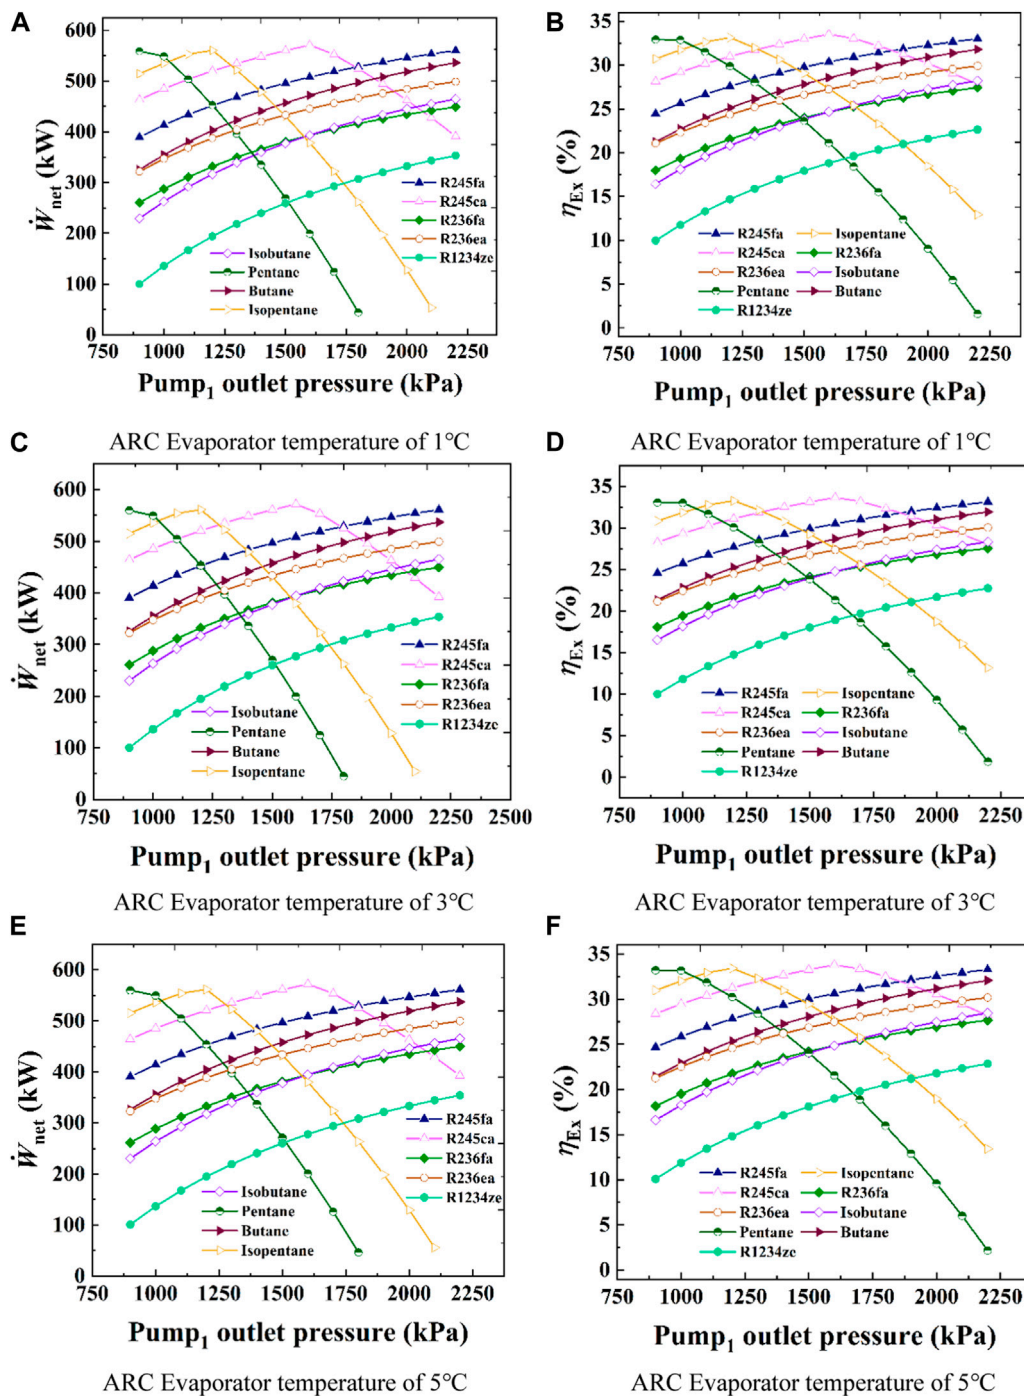 A
B
600
500
400
300
200
100
0
Ẇnet (kW)
R245fa
R245ca
R236fa
R236ea
R1234ze
Isobutane
Pentane
Butane
Isopentane
750 1000 1250 1500 1750 2000 2250
Pump1 outlet pressure (kPa)
ARC Evaporator temperature of 1°C
35
30
25
20
15
10
5
0
ηEx (%)
R245fa Isopentane
R245ca R236fa
R236ea Isobutane
Pentane Butane
R1234ze
750 1000 1250 1500 1750 2000 2250
Pump1 outlet pressure (kPa)
ARC Evaporator temperature of 1°C
C
D
600
500
400
300
200
100
0
Ẇnet (kW)
R245fa
R245ca
R236fa
R236ea
R1234ze
Isobutane
Pentane
Butane
Isopentane
750 1000 1250 1500 1750 2000 2250 2500
Pump1 outlet pressure (kPa)
ARC Evaporator temperature of 3°C
35
30
25
20
15
10
5
0
ηEx (%)
R245fa Isopentane
R245ca R236fa
R236ea Isobutane
Pentane Butane
R1234ze
750 1000 1250 1500 1750 2000 2250
Pump1 outlet pressure (kPa)
ARC Evaporator temperature of 3°C
E
F
600
500
400
300
200
100
0
Ẇnet (kW)
R245fa
R245ca
R236fa
R236ea
R1234ze
Isobutane
Pentane
Butane
Isopentane
750 1000 1250 1500 1750 2000 2250
Pump1 outlet pressure (kPa)
ARC Evaporator temperature of 5°C
35
30
25
20
15
10
5
0
ηEx (%)
R245fa Isopentane
R245ca R236fa
R236ea Isobutane
Pentane Butane
R1234ze
750 1000 1250 1500 1750 2000 2250
Pump1 outlet pressure (kPa)
ARC Evaporator temperature of 5°C